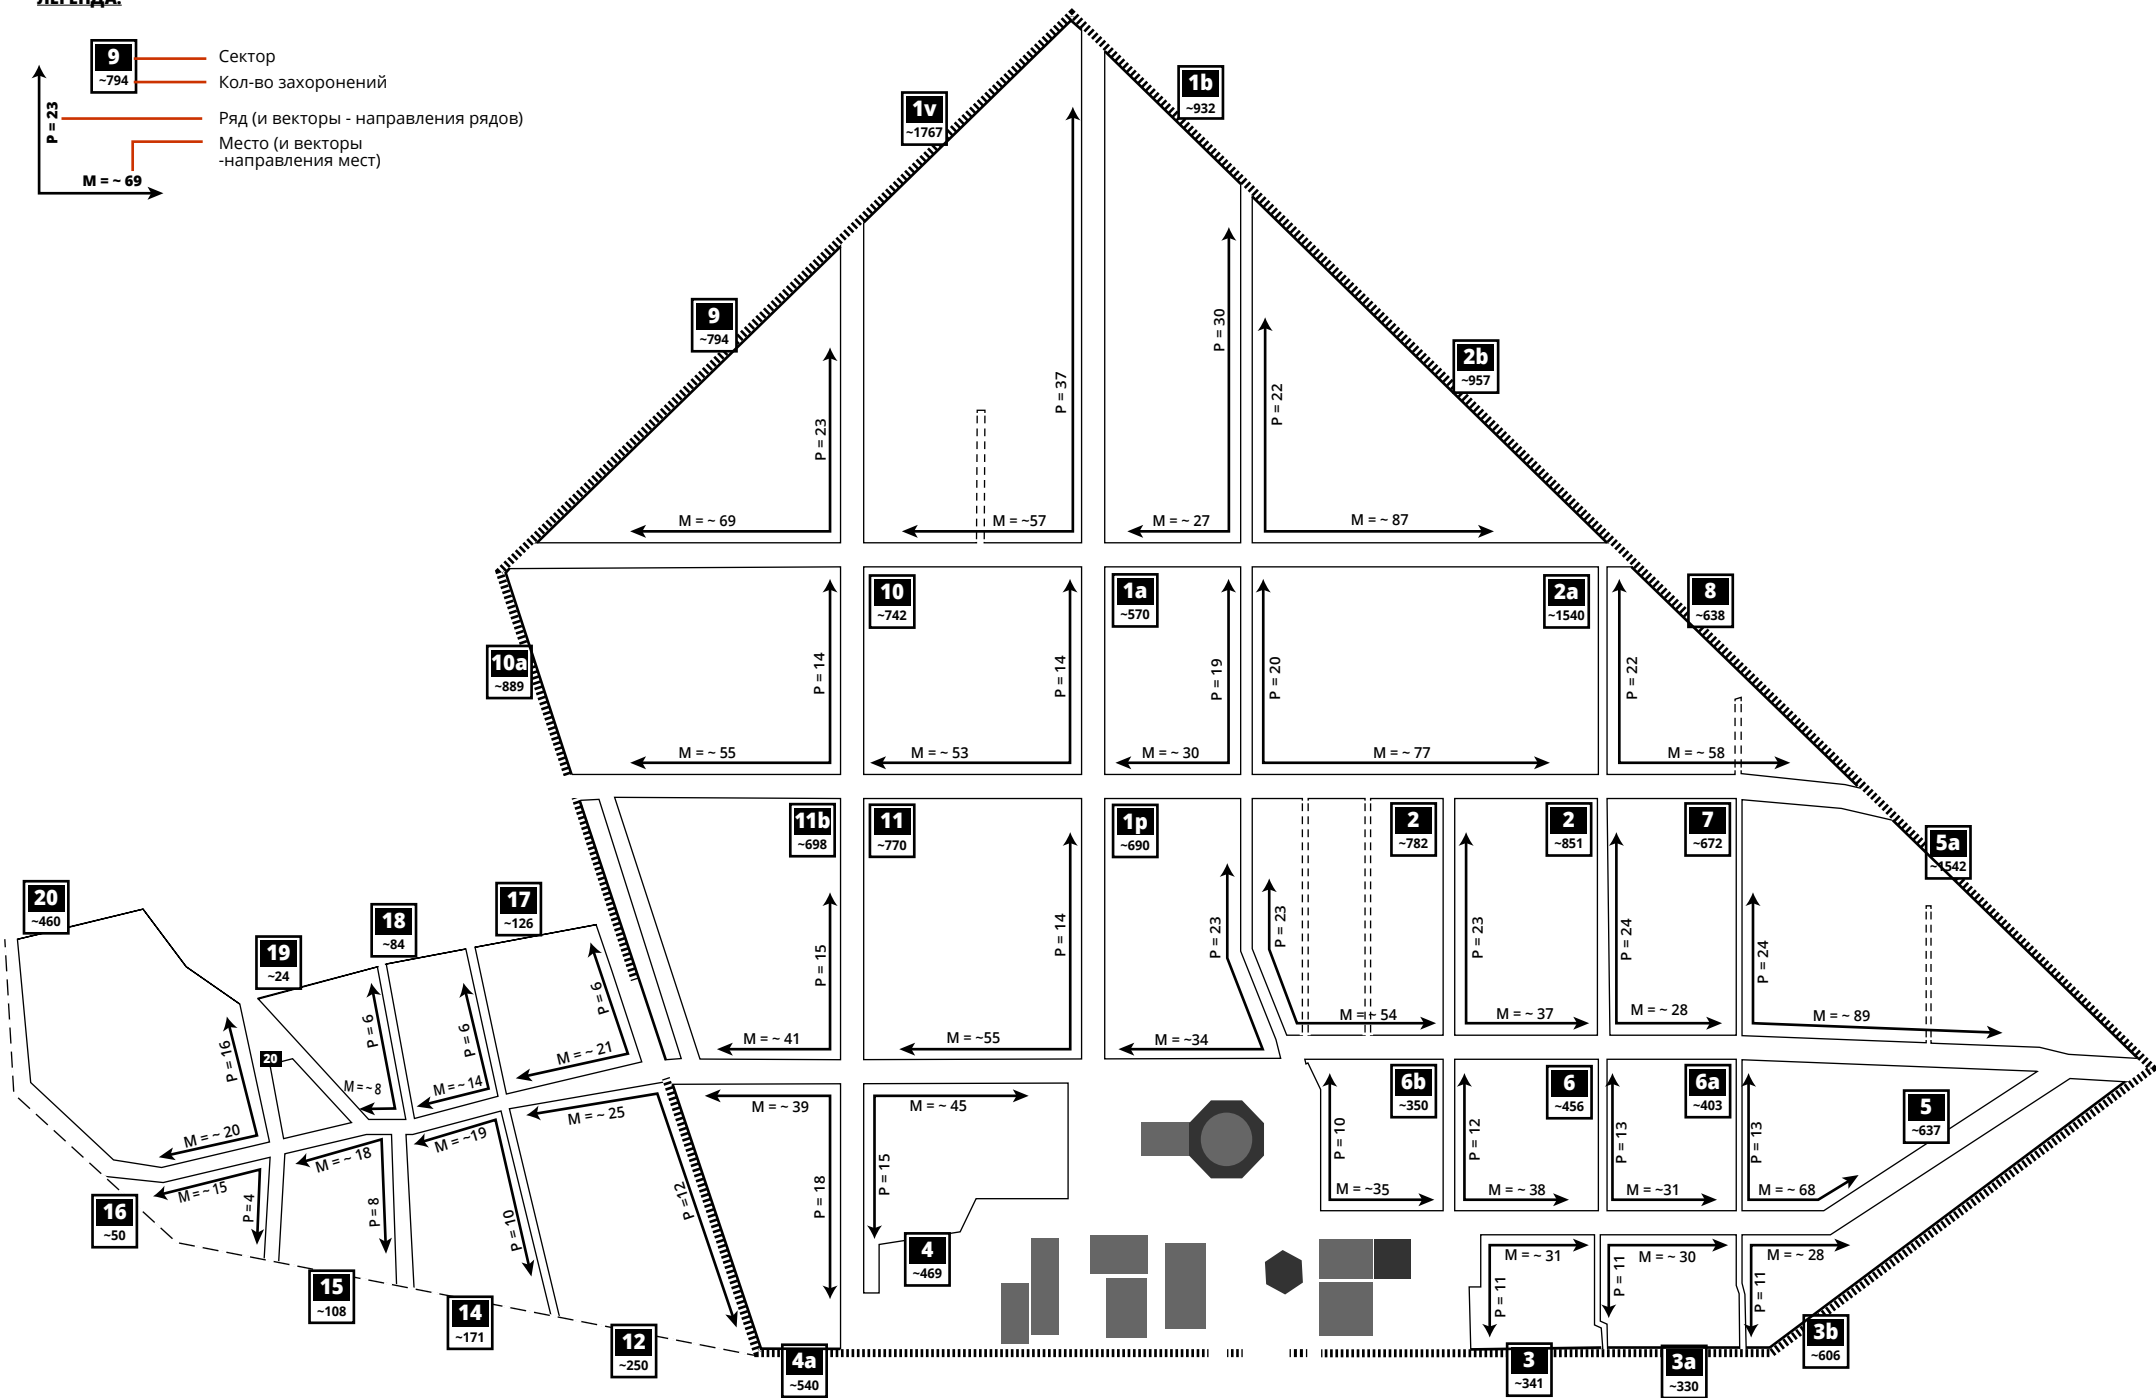 ЛЕГЕНДА:
9
~794
Сектор
Кол-во захоронений
P = 23
Ряд (и векторы - направления рядов)
Место (и векторы
-направления мест)
M = ~ 69
1v
~1767
1b
~932
9
~794
2b
~957
P = 23
M = ~ 69
P = 37
M = ~57
P = 30
M = ~ 27
P = 22
M = ~ 87
10a
~889
P = 14
M = ~ 55
10
~742
P = 14
M = ~ 53
1a
~570
P = 19
M = ~ 30
2a
~1540
P = 20
M = ~ 77
8
~638
P = 22
M = ~ 58
11b
~698
P = 15
M = ~ 41
11
~770
P = 14
M = ~55
1p
~690
P = 23
M = ~34
2
~782
P = 23
M = ~ 54
2
~851
P = 23
M = ~ 37
7
~672
P = 24
M = ~ 28
5a
~1542
P = 24
M = ~ 89
20
~460
P = 16
M = ~ 20
20
19
~24
P = 6
M = ~ 8
18
~84
P = 6
M = ~ 14
17
~126
P = 6
M = ~ 21
16
~50
M = ~ 15
P = 4
15
~108
M = ~ 18
P = 8
14
~171
M = ~19
P = 10
12
~250
M = ~ 25
P = 12
4a
~540
M = ~ 39
P = 18
4
~469
M = ~ 45
P = 15
6b
~350
P = 10
M = ~35
6
~456
P = 12
M = ~ 38
6a
~403
P = 13
M = ~31
5
~637
P = 13
M = ~ 68
3
~341
M = ~ 31
P = 11
3a
~330
M = ~ 30
P = 11
3b
~606
M = ~ 28
P = 11